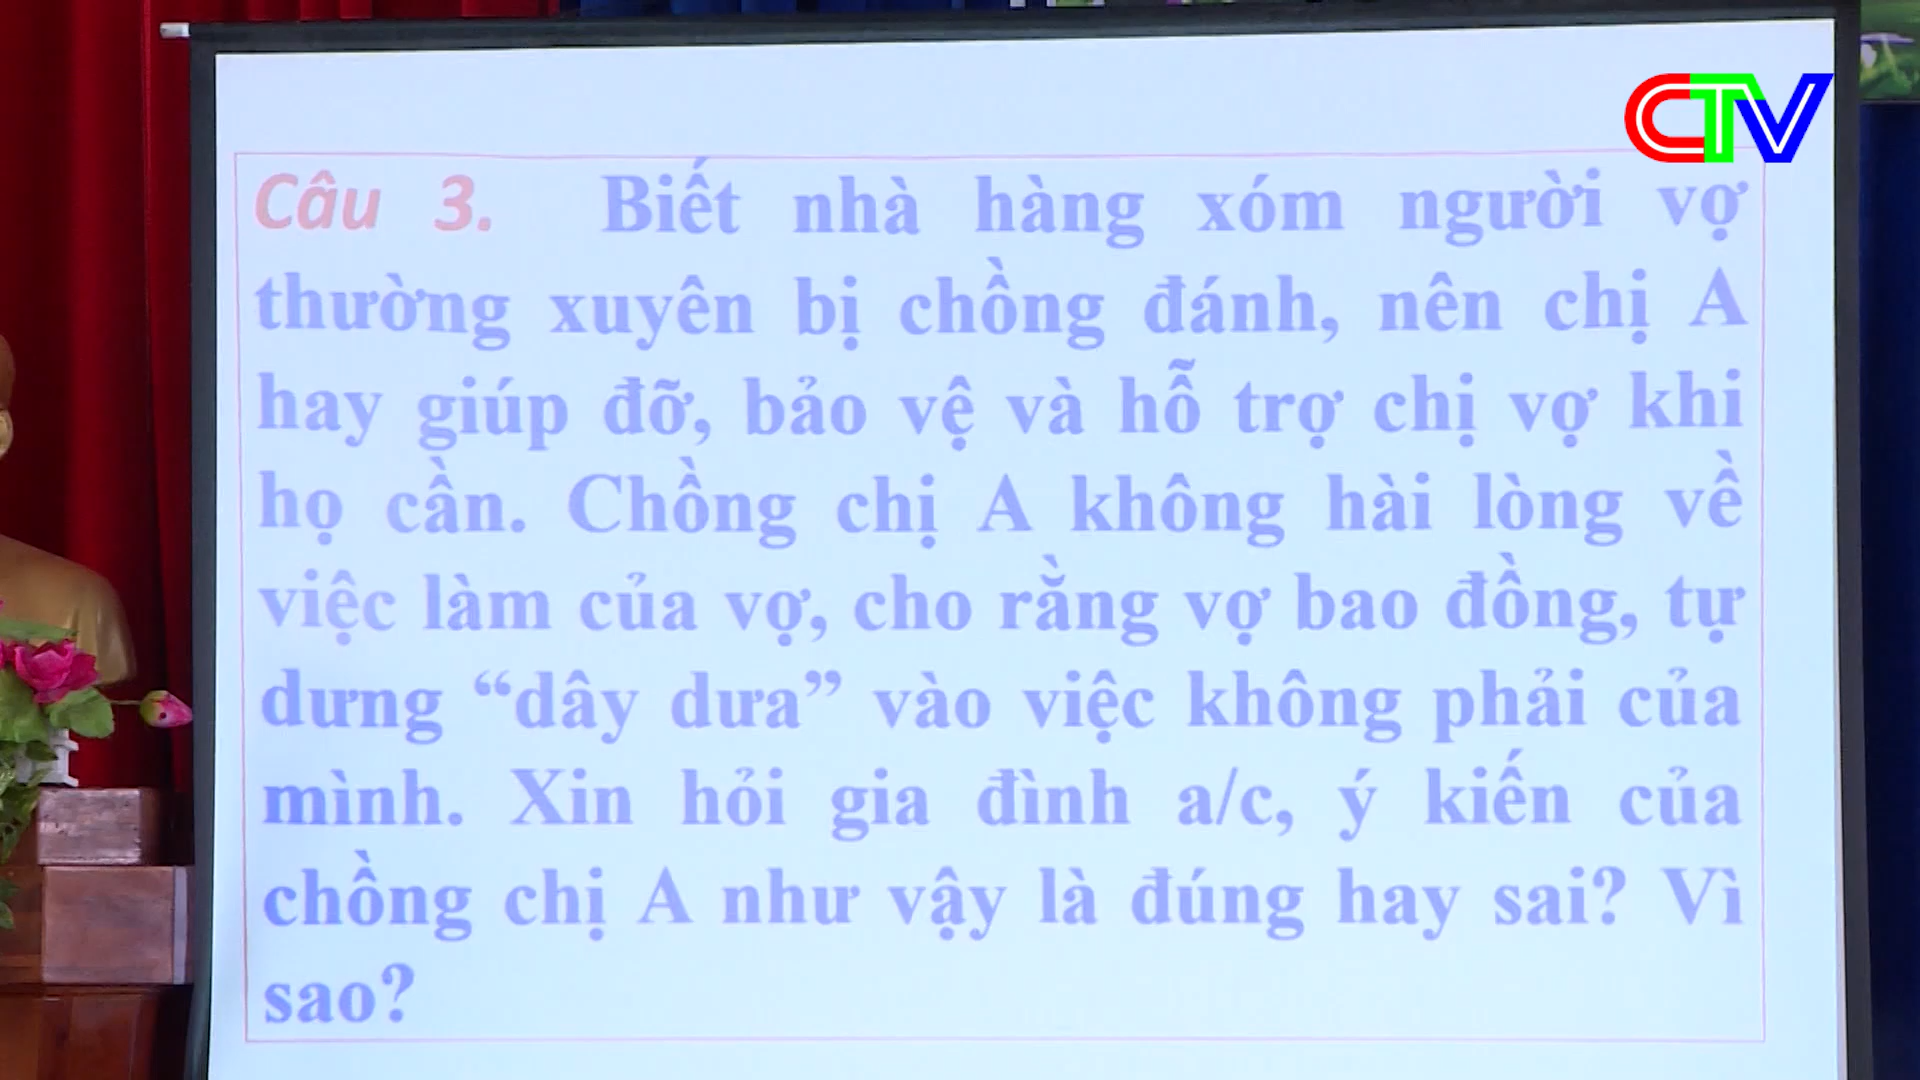 CTV
Câu 3. Biết nhà hàng xóm người vợ
thường xuyên bị chồng đánh, nên chị A
hay giúp đỡ, bảo vệ và hỗ trợ chị vợ khi
họ cần. Chồng chị A không hài lòng về
việc làm của vợ, cho rằng vợ bao đồng, tự
dưng “dây dưa” vào việc không phải của
mình. Xin hỏi gia đình a/c, ý kiến của
chồng chị A như vậy là đúng hay sai? Vì
sao?